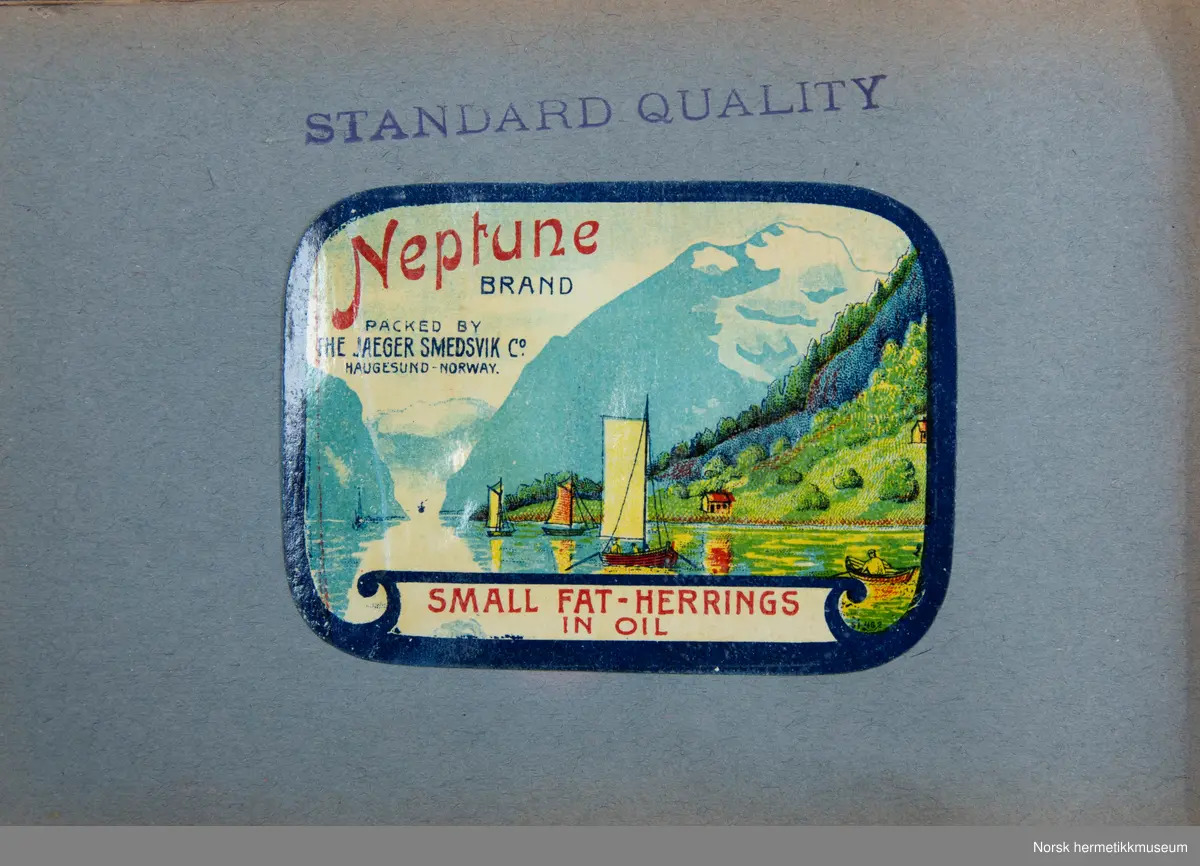 STANDARD QUALITY
Neptune
BRAND
PACKED BY
THE JAEGER SMEDSVIK Co.
HAUGESUND-NORWAY.
SMALL FAT-HERRINGS
IN OIL
Norsk hermetikkmuseum